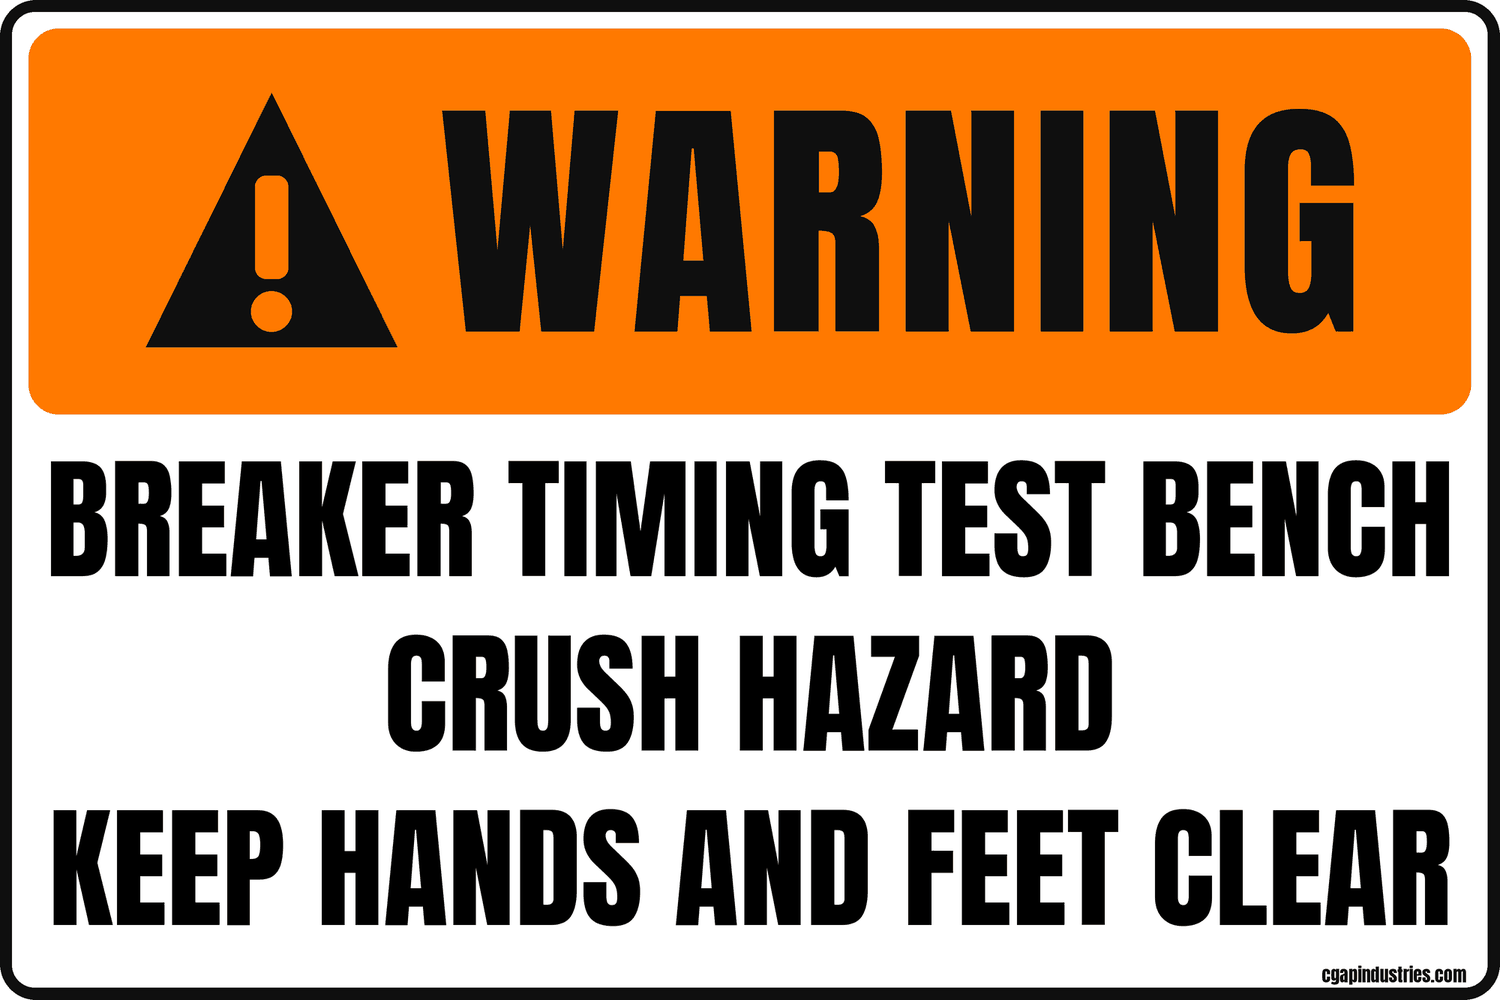 WARNING
BREAKER TIMING TEST BENCH
CRUSH HAZARD
KEEP HANDS AND FEET CLEAR
cgapindustries.com